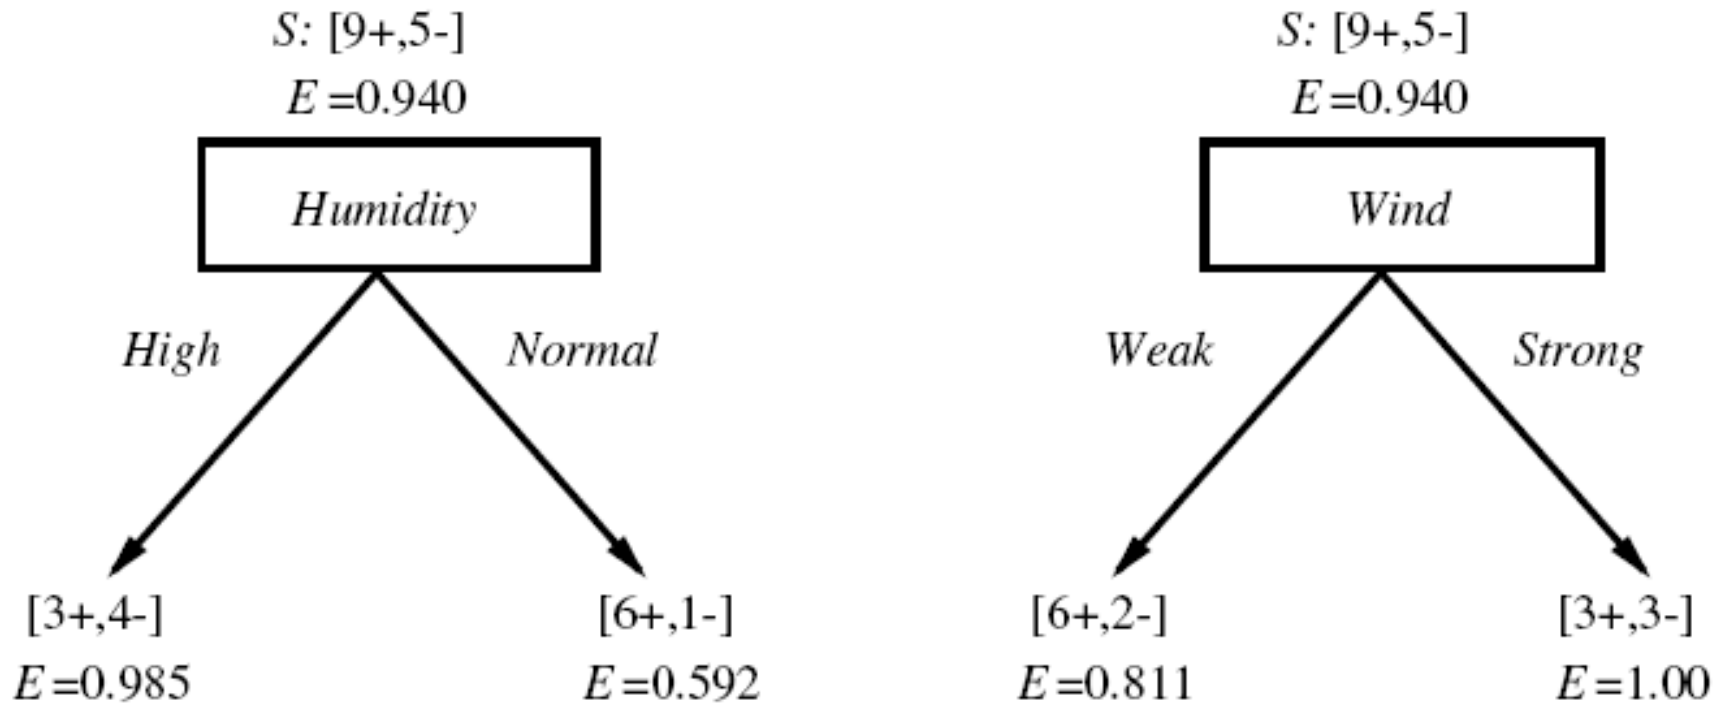 S: [9+,5-]
E=0.940
Humidity
High
Normal
[3+,4-]
E=0.985
[6+,1-]
E=0.592
S: [9+,5-]
E=0.940
Wind
Weak
Strong
[6+,2-]
E=0.811
[3+,3-]
E=1.00